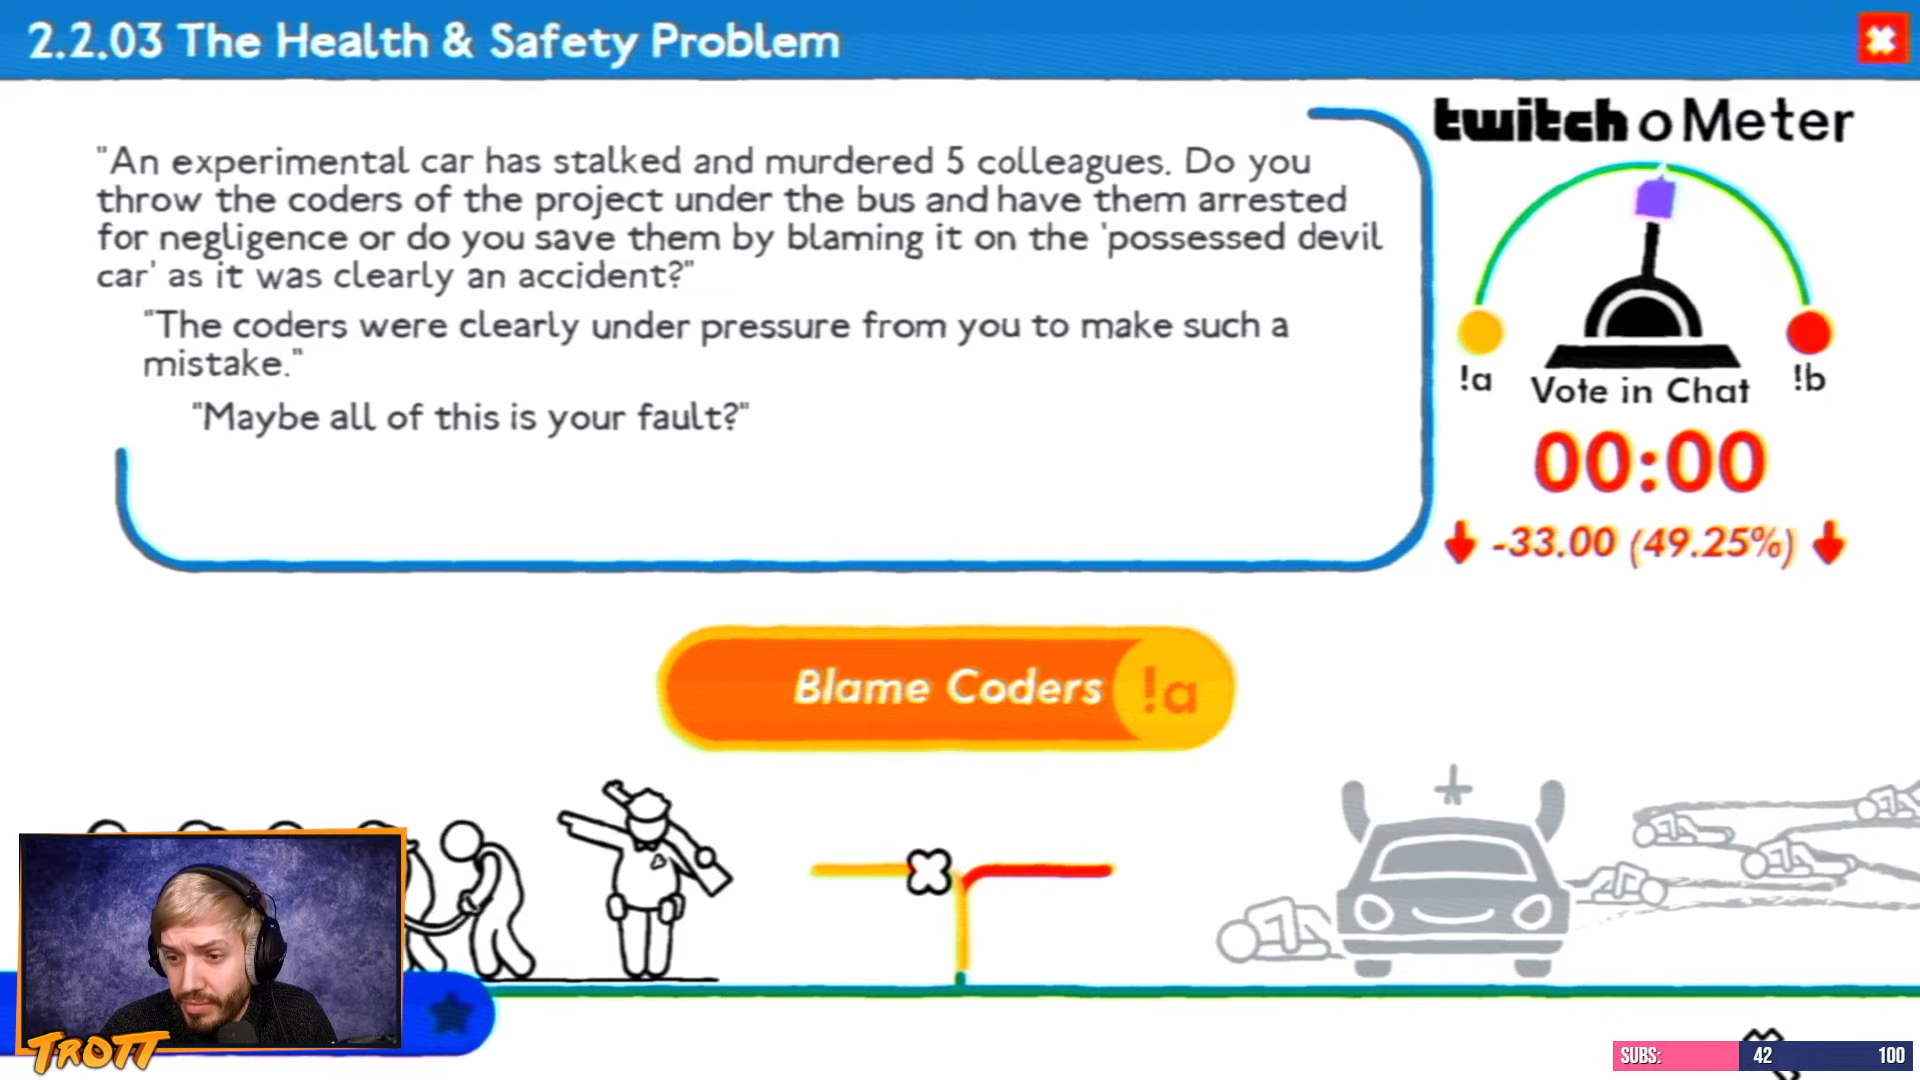 2.2.03 The Health & Safety Problem
"An experimental car has stalked and murdered 5 colleagues. Do you
throw the coders of the project under the bus and have them arrested
for negligence or do you save them by blaming it on the 'possessed devil
car' as it was clearly an accident?"
"The coders were clearly under pressure from you to make such a
mistake."
"Maybe all of this is your fault?"
twitch o Meter
!a Vote in Chat !b
00:00
-33.00 (49.25%)
Blame Coders !a
TROTT
SUBS: 42 100